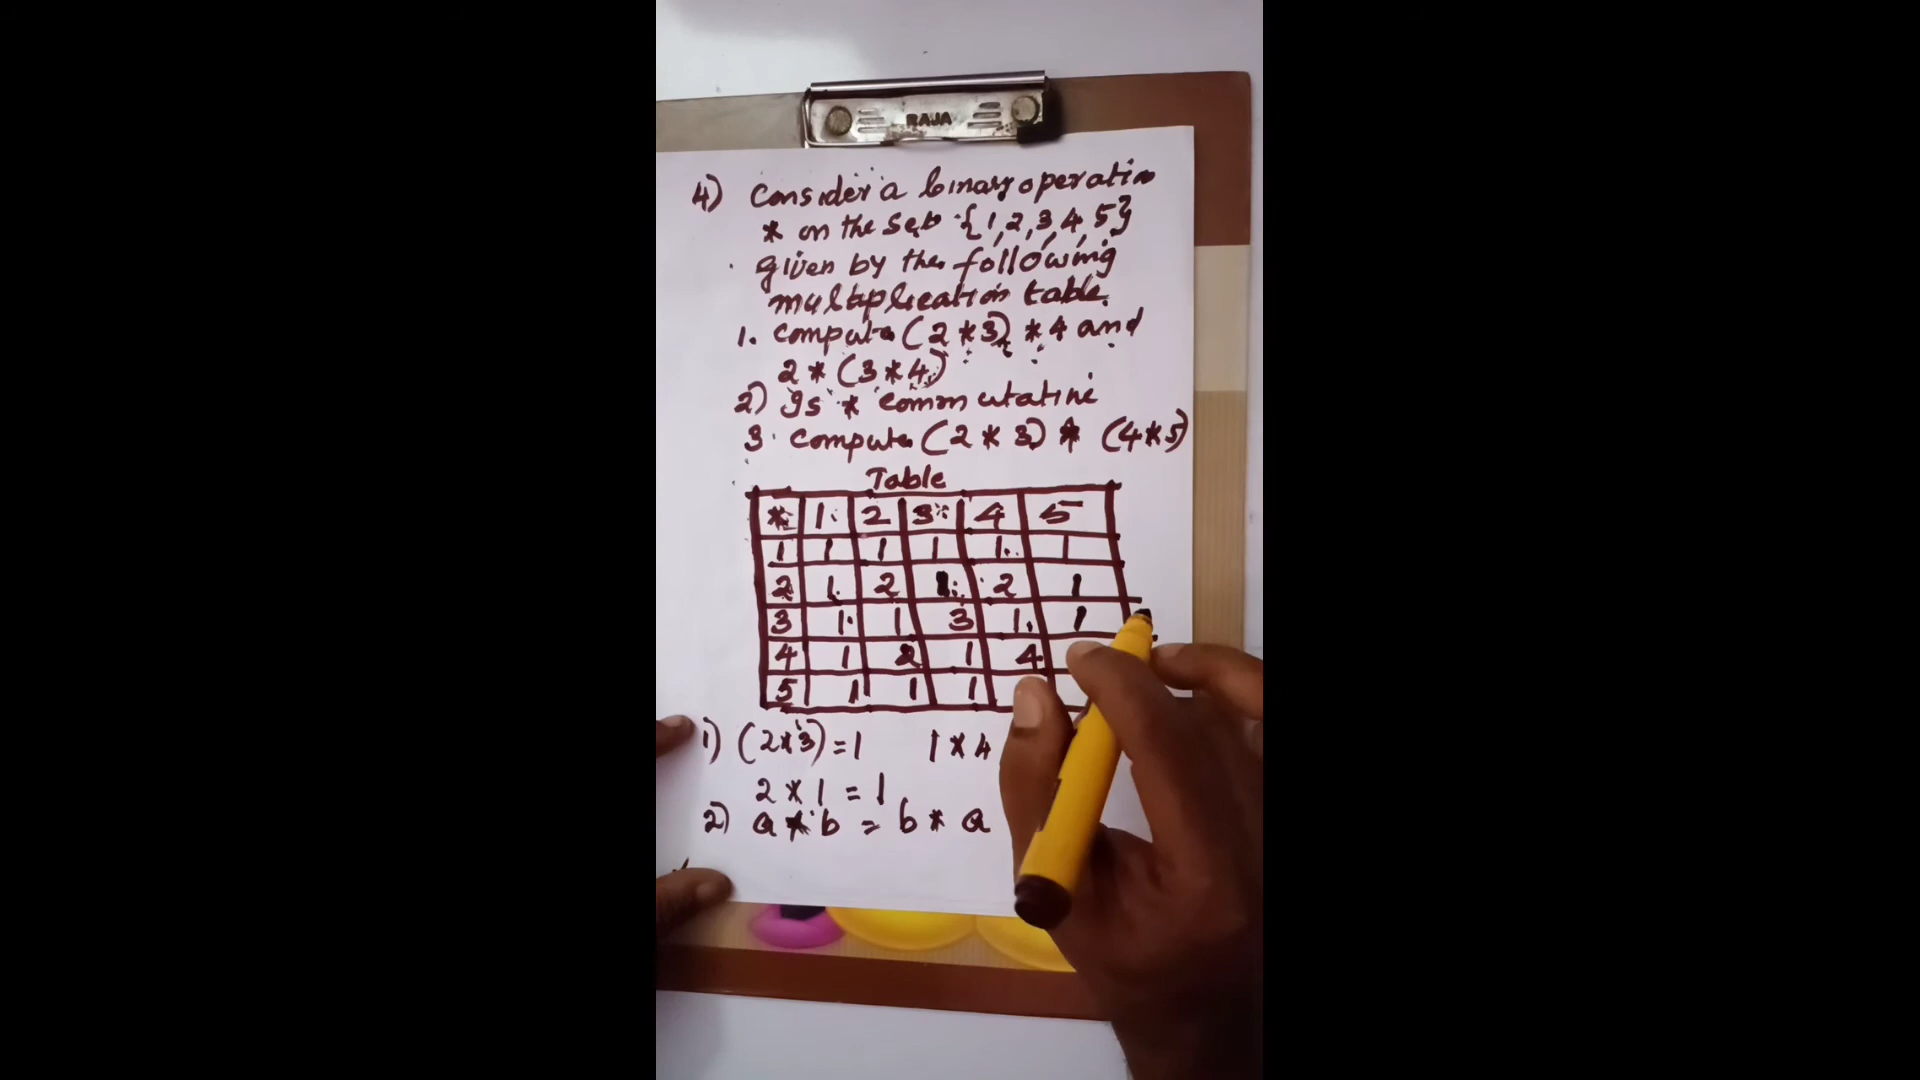 RAJA
4) Consider a binary operation
* on the set {1,2,3,4,5}
given by the following
multiplication table.
1. Compute (2*3)*4 and
2*(3*4)
2) Is * commutative
3. Compute (2*3)*(4*5)
Table
* 1 2 3 4 5
1 1 1 1 1 1
2 1 2 1 2 1
3 1 1 3 1 1
4 1 2 1 4
5 1 1 1
1) (2*3)=1 1*4
2*1=1
2) a*b = b*a